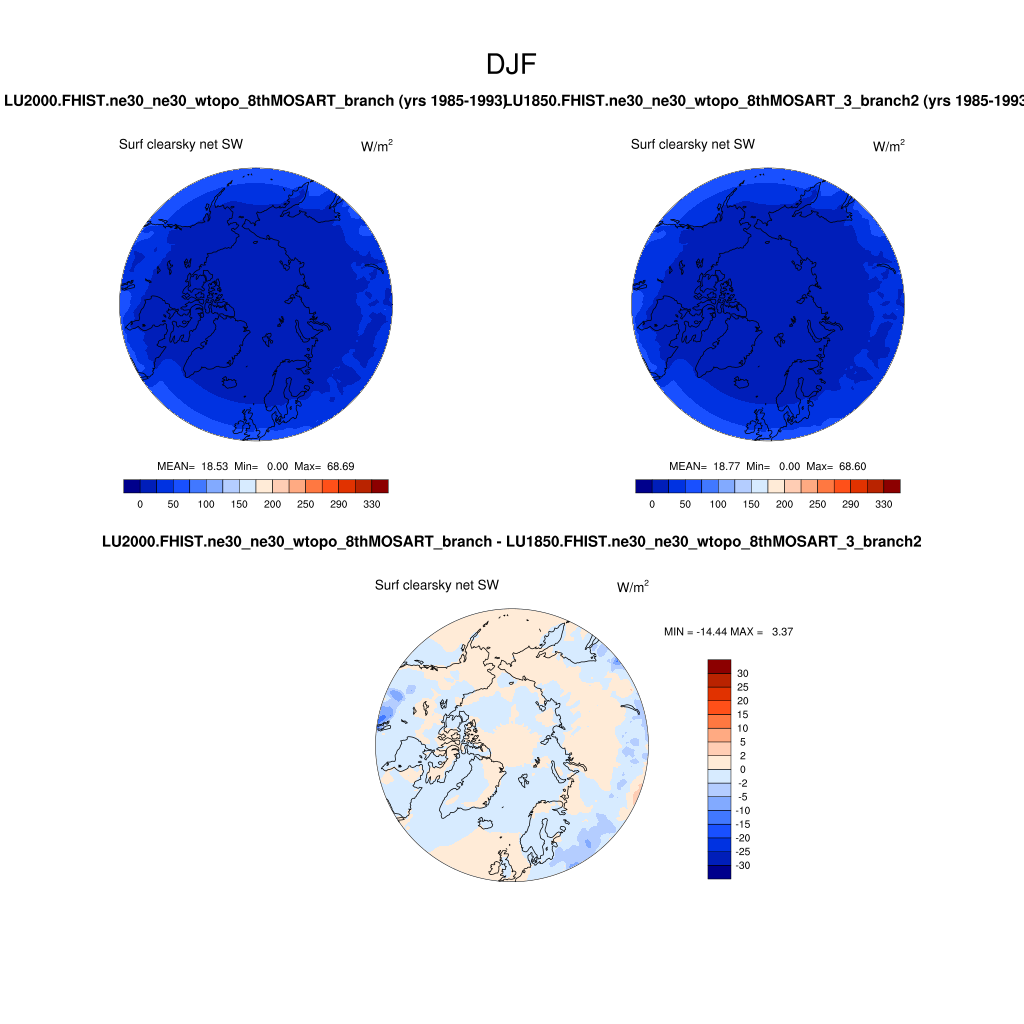 DJF
LU2000.FHIST.ne30_ne30_wtopo_8thMOSART_branch (yrs 1985-1993)
LU1850.FHIST.ne30_ne30_wtopo_8thMOSART_3_branch2 (yrs 1985-1993
Surf clearsky net SW W/m2
Surf clearsky net SW W/m2
MEAN= 18.53 Min= 0.00 Max= 68.69
MEAN= 18.77 Min= 0.00 Max= 68.60
0 50 100 150 200 250 290 330
0 50 100 150 200 250 290 330
LU2000.FHIST.ne30_ne30_wtopo_8thMOSART_branch - LU1850.FHIST.ne30_ne30_wtopo_8thMOSART_3_branch2
Surf clearsky net SW W/m2
MIN = -14.44 MAX = 3.37
30
25
20
15
10
5
2
0
-2
-5
-10
-15
-20
-25
-30